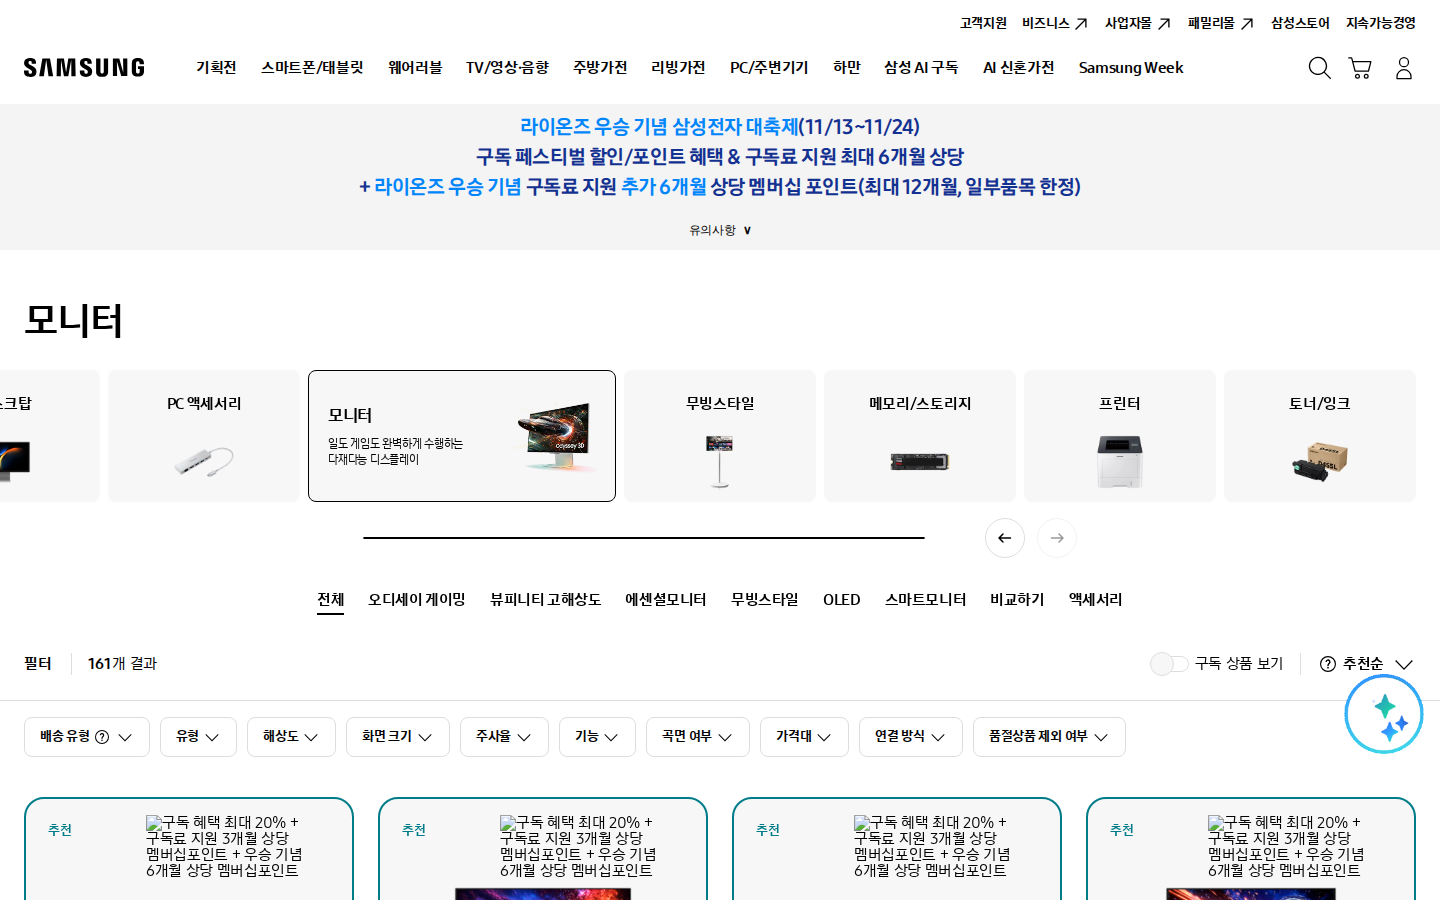 고객지원 비즈니스 사업자몰 패밀리몰 삼성스토어 지속가능경영
SAMSUNG 기획전 스마트폰/태블릿 웨어러블 TV/영상·음향 주방가전 리빙가전 PC/주변기기 하만 삼성 AI 구독 AI 신혼가전 Samsung Week
라이온즈 우승 기념 삼성전자 대축제(11/13~11/24)
구독 페스티벌 할인/포인트 혜택 & 구독료 지원 최대 6개월 상당
+ 라이온즈 우승 기념 구독료 지원 추가 6개월 상당 멤버십 포인트(최대 12개월, 일부품목 한정)
유의사항 ∨
모니터
스크탑 PC 액세서리 모니터 무빙스타일 메모리/스토리지 프린터 토너/잉크
일도 게임도 완벽하게 수행하는
다재다능 디스플레이
Odyssey 3D
전체 오디세이 게이밍 뷰피니티 고해상도 에센셜모니터 무빙스타일 OLED 스마트모니터 비교하기 액세서리
필터 161개 결과 구독 상품 보기 추천순
배송 유형 유형 해상도 화면 크기 주사율 기능 곡면 여부 가격대 연결 방식 품절상품 제외 여부
추천 구독 혜택 최대 20% +
구독료 지원 3개월 상당
멤버십포인트 + 우승 기념
6개월 상당 멤버십포인트
추천 구독 혜택 최대 20% +
구독료 지원 3개월 상당
멤버십포인트 + 우승 기념
6개월 상당 멤버십포인트
추천 구독 혜택 최대 20% +
구독료 지원 3개월 상당
멤버십포인트 + 우승 기념
6개월 상당 멤버십포인트
추천 구독 혜택 최대 20% +
구독료 지원 3개월 상당
멤버십포인트 + 우승 기념
6개월 상당 멤버십포인트